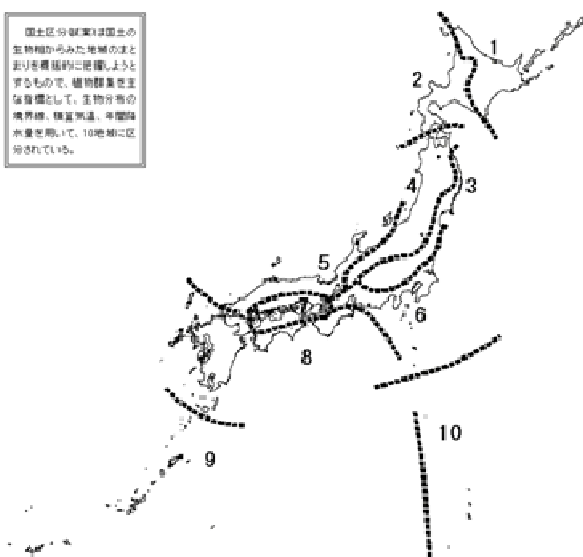 国土区分(案)は国土の
生物相からみた地域のまと
まりを概括的に把握しようと
するもので、植物群集を主
な指標として、生物分布の
境界線、積算気温、年間降
水量を用いて、10地域に区
分されている。
1
2
3
4
5
6
7
8
9
10